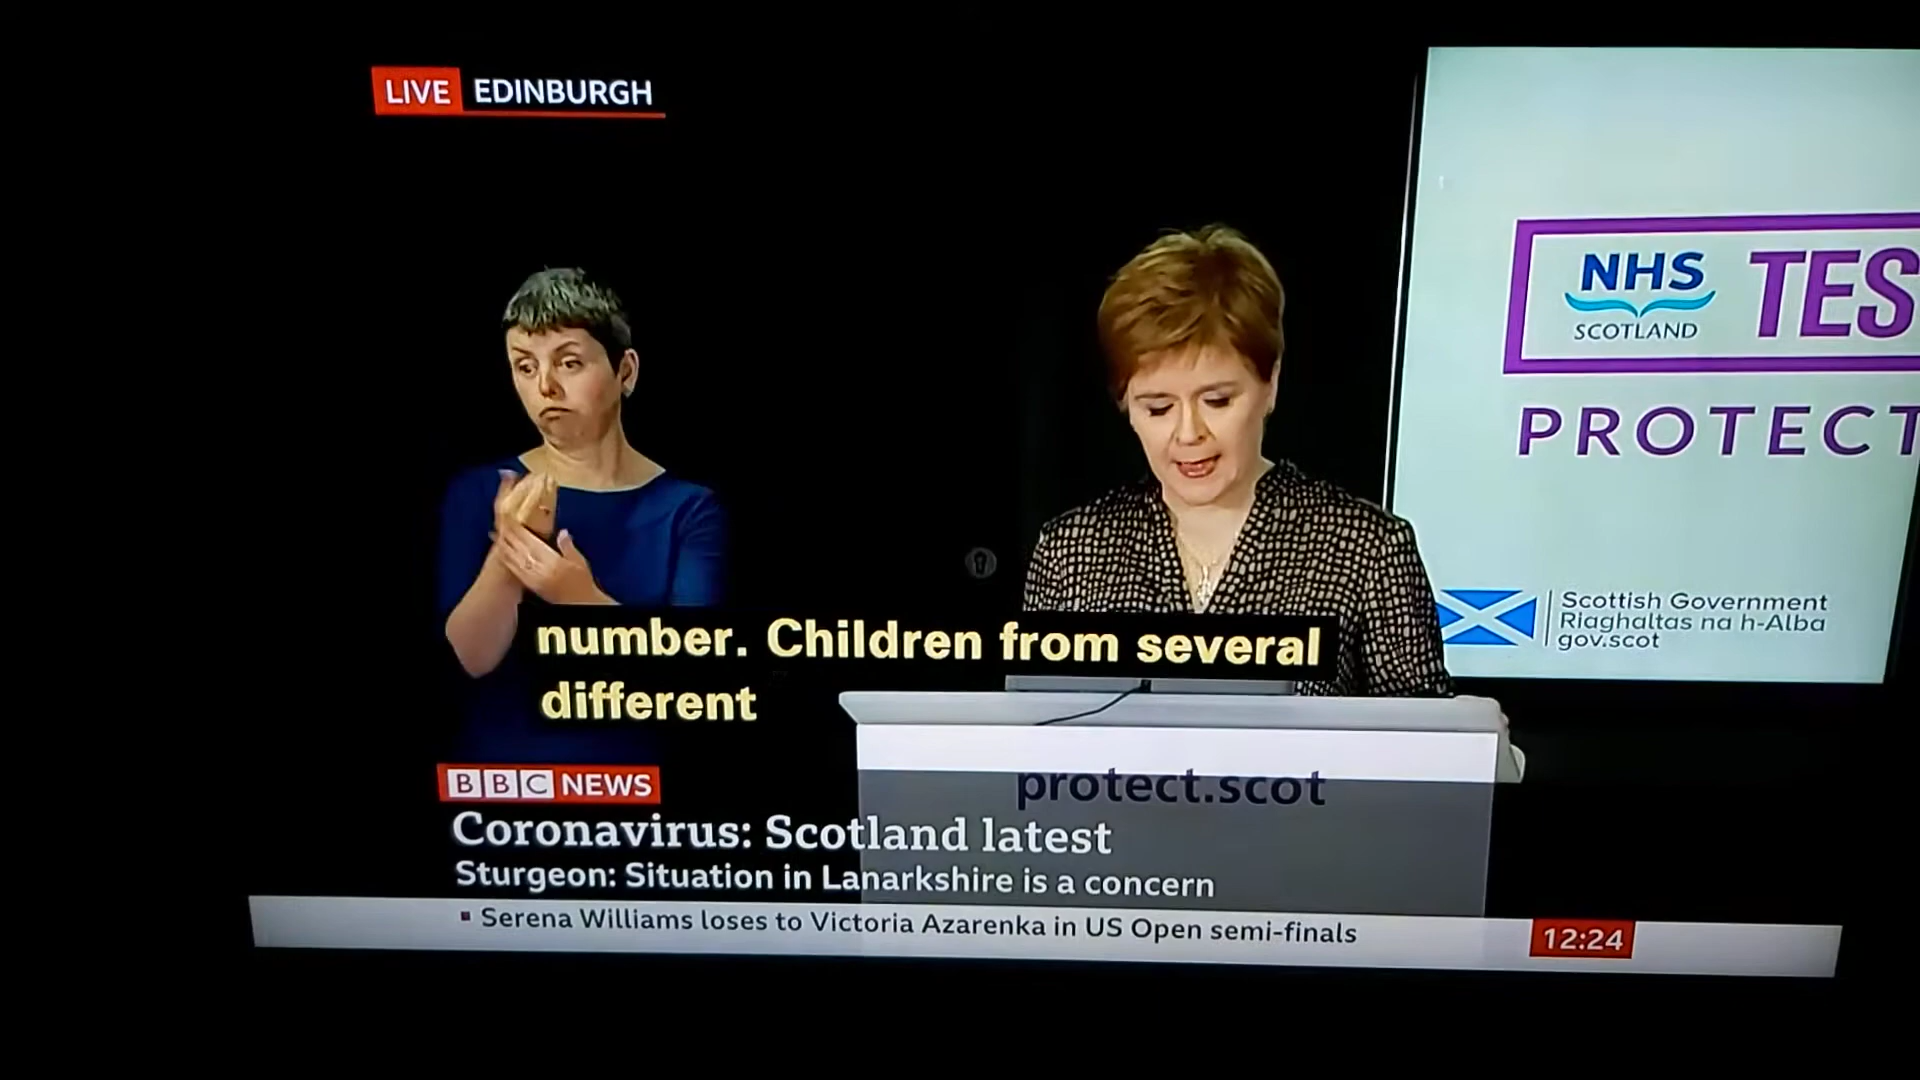 LIVE EDINBURGH
NHS
SCOTLAND
TES
PROTECT
Scottish Government
Riaghaltas na h-Alba
gov.scot
number. Children from several
different
protect.scot
BBC NEWS
Coronavirus: Scotland latest
Sturgeon: Situation in Lanarkshire is a concern
Serena Williams loses to Victoria Azarenka in US Open semi-finals
12:24